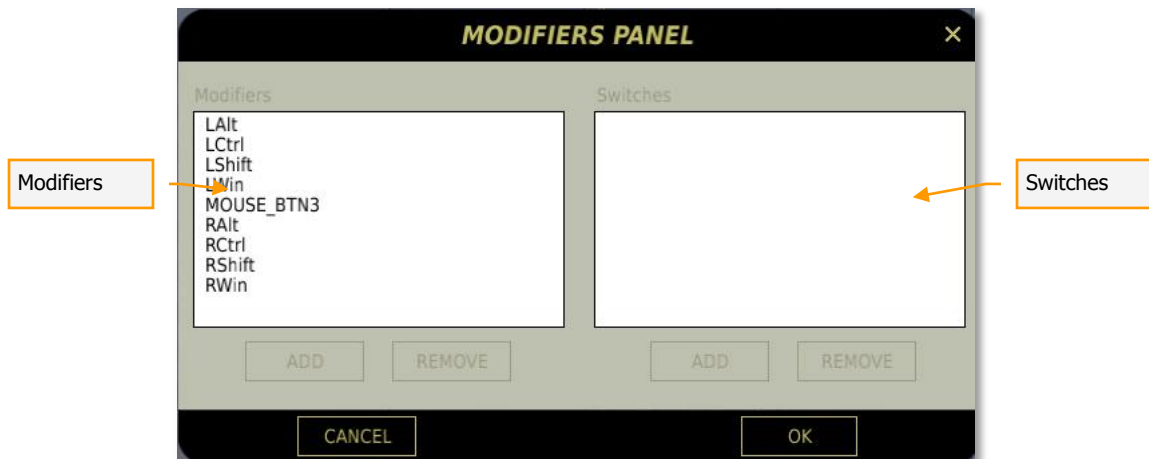 MODIFIERS PANEL ×
Modifiers
Switches
LAlt
LCtrl
LShift
LWin
MOUSE_BTN3
RAlt
RCtrl
RShift
RWin
Modifiers
Switches
ADD
REMOVE
ADD
REMOVE
CANCEL
OK